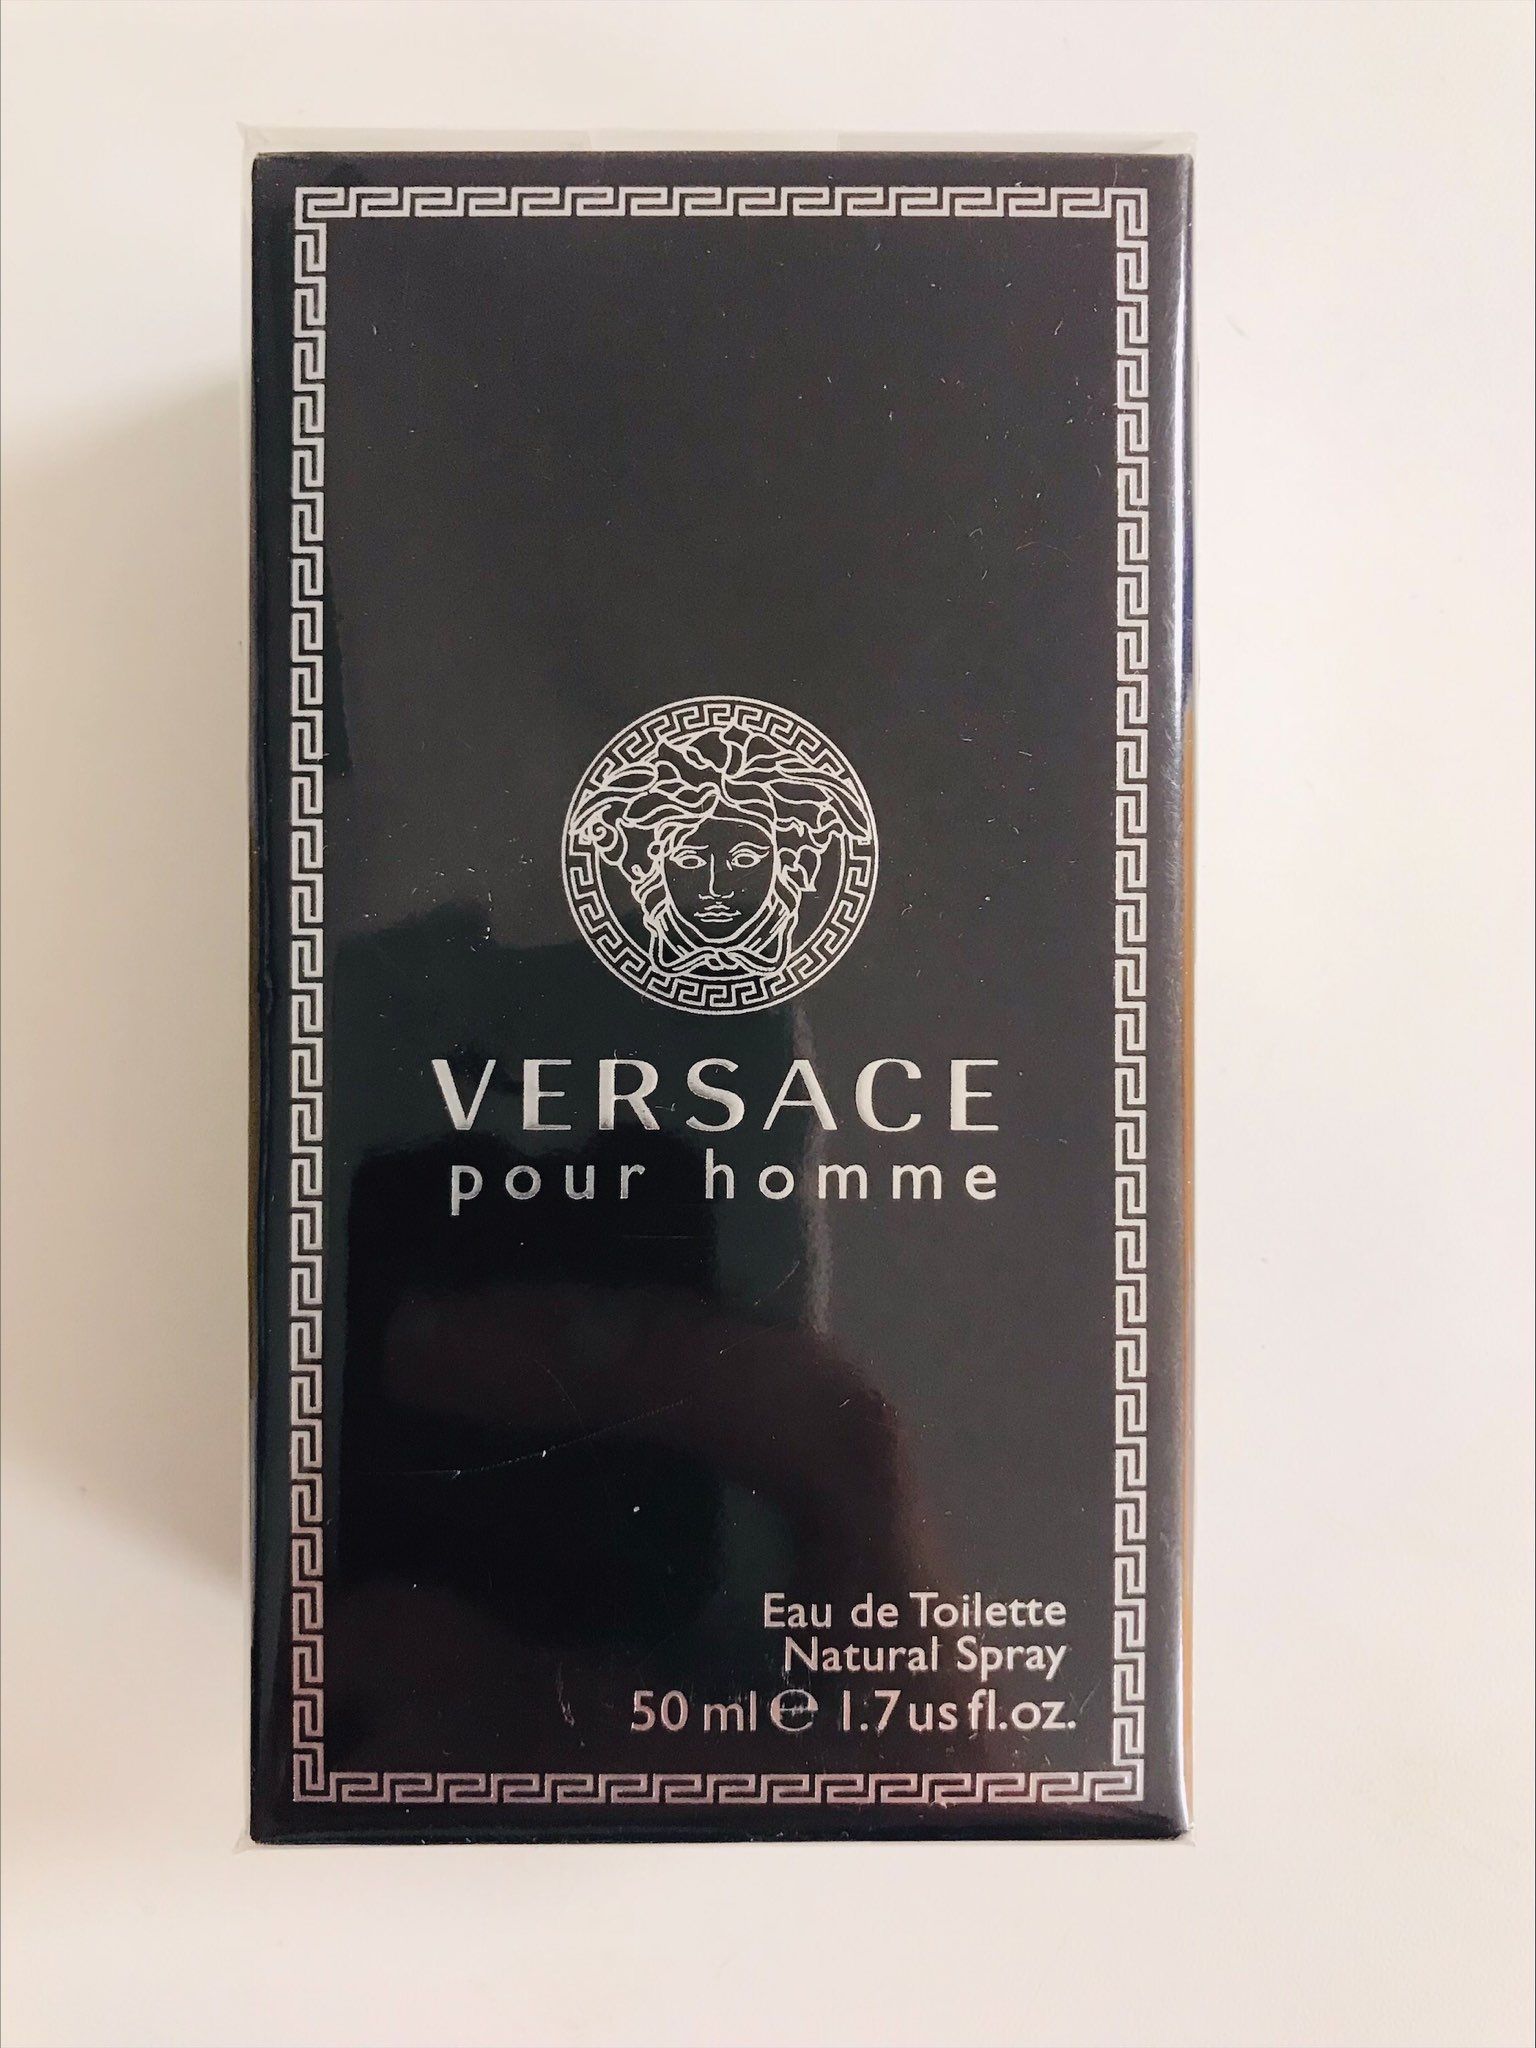 VERSACE
pour homme
Eau de Toilette
Natural Spray
50 ml ℮ 1.7 us fl.oz.